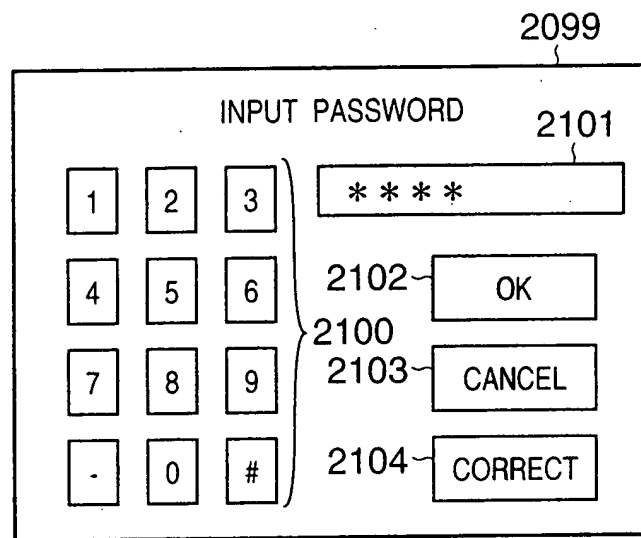 2099
INPUT PASSWORD
2101
1 2 3
* * * *
4 5 6
2102
OK
2100
7 8 9
2103
CANCEL
- 0 #
2104
CORRECT